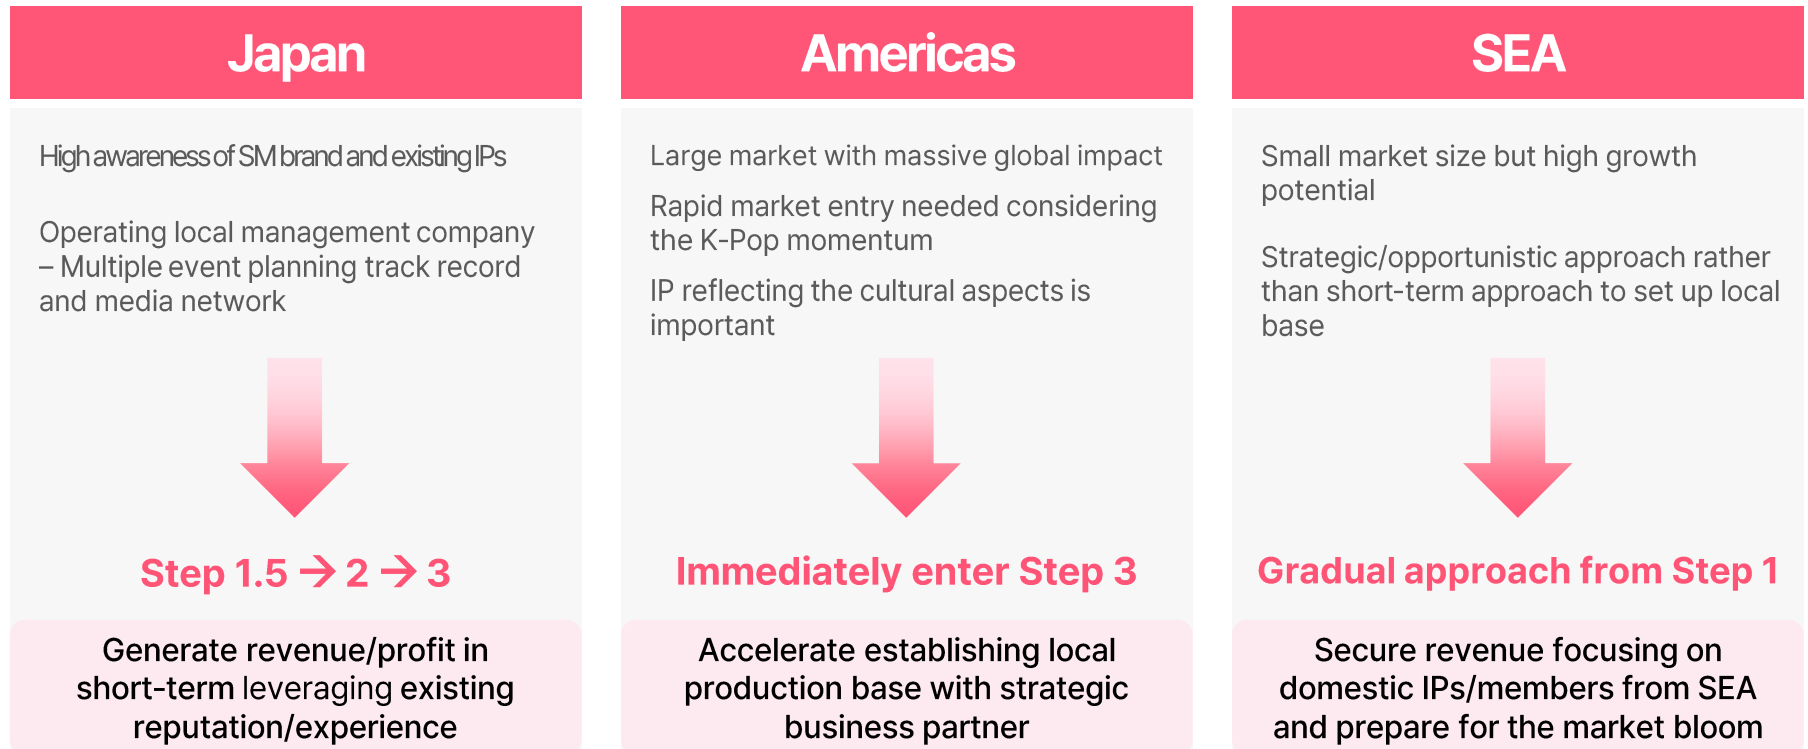 Japan
High awareness of SM brand and existing IPs
Operating local management company
– Multiple event planning track record
and media network
Step 1.5 → 2 → 3
Generate revenue/profit in
short-term leveraging existing
reputation/experience
Americas
Large market with massive global impact
Rapid market entry needed considering
the K-Pop momentum
IP reflecting the cultural aspects is
important
Immediately enter Step 3
Accelerate establishing local
production base with strategic
business partner
SEA
Small market size but high growth
potential
Strategic/opportunistic approach rather
than short-term approach to set up local
base
Gradual approach from Step 1
Secure revenue focusing on
domestic IPs/members from SEA
and prepare for the market bloom